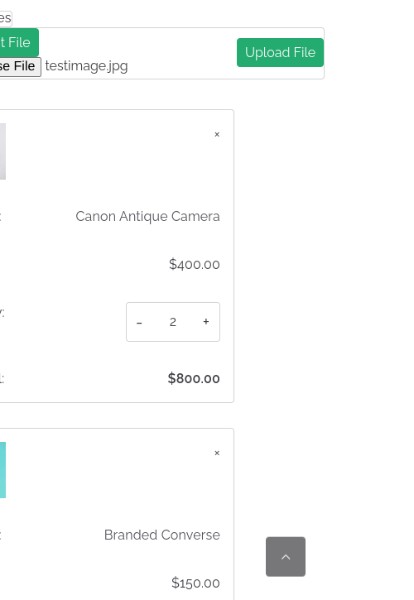 es
t File
se File testimage.jpg
Upload File
×
:
Canon Antique Camera
$400.00
y:
- 2 +
l:
$800.00
×
:
Branded Converse
$150.00